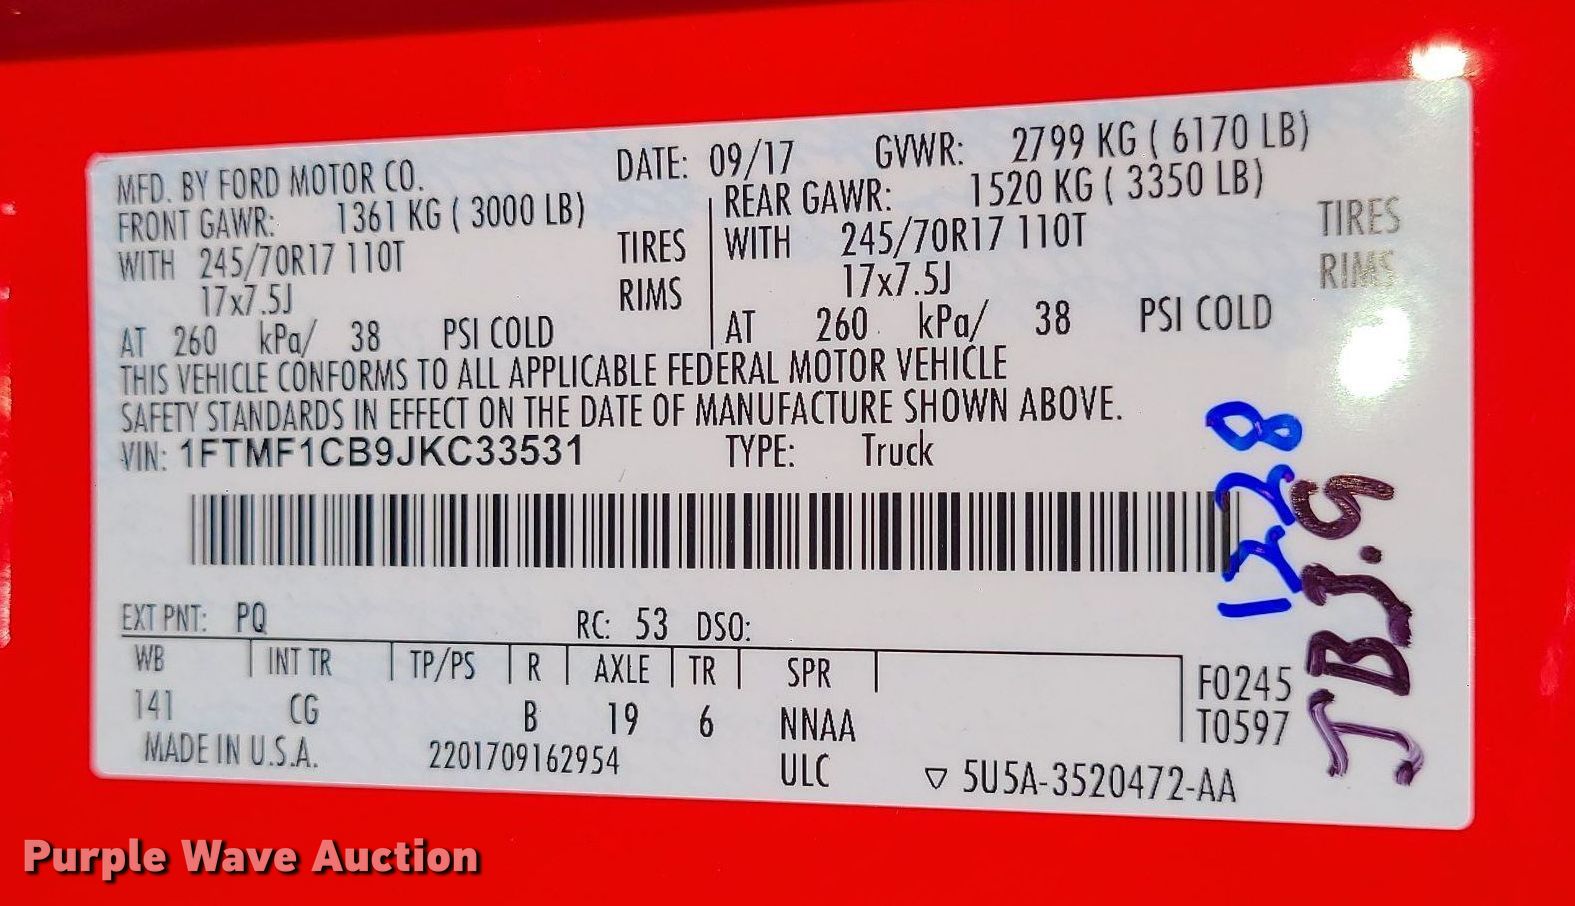 MFD. BY FORD MOTOR CO. DATE: 09/17 GVWR: 2799 KG ( 6170 LB)
FRONT GAWR: 1361 KG ( 3000 LB) REAR GAWR: 1520 KG ( 3350 LB)
WITH 245/70R17 110T TIRES WITH 245/70R17 110T TIRES
17x7.5J RIMS 17x7.5J RIMS
AT 260 kPa/ 38 PSI COLD AT 260 kPa/ 38 PSI COLD
THIS VEHICLE CONFORMS TO ALL APPLICABLE FEDERAL MOTOR VEHICLE
SAFETY STANDARDS IN EFFECT ON THE DATE OF MANUFACTURE SHOWN ABOVE.
VIN: 1FTMF1CB9JKC33531 TYPE: Truck
EXT PNT: PQ RC: 53 DSO:
WB INT TR TP/PS R AXLE TR SPR F0245
141 CG B 19 6 NNAA T0597
MADE IN U.S.A. 2201709162954 ULC ▽ 5U5A-3520472-AA
1228
JBJ.9
Purple Wave Auction